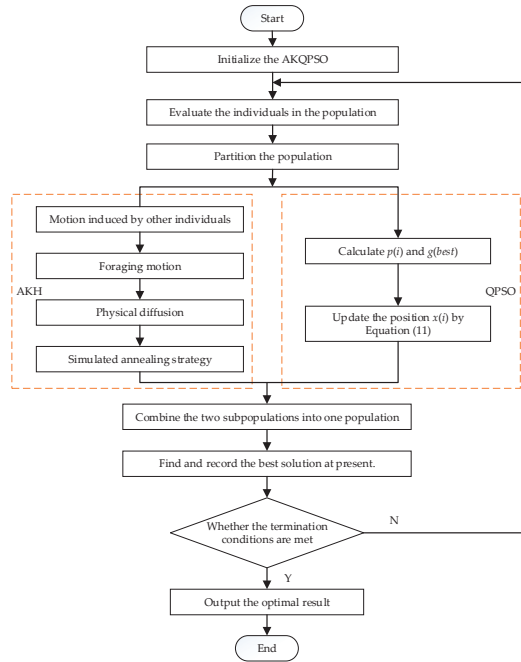 Start
Initialize the AKQPSO
Evaluate the individuals in the population
Partition the population
Motion induced by other individuals
Foraging motion
AKH
Physical diffusion
Simulated annealing strategy
Calculate p(i) and g(best)
QPSO
Update the position x(i) by
Equation (11)
Combine the two subpopulations into one population
Find and record the best solution at present.
Whether the termination
conditions are met
N
Y
Output the optimal result
End